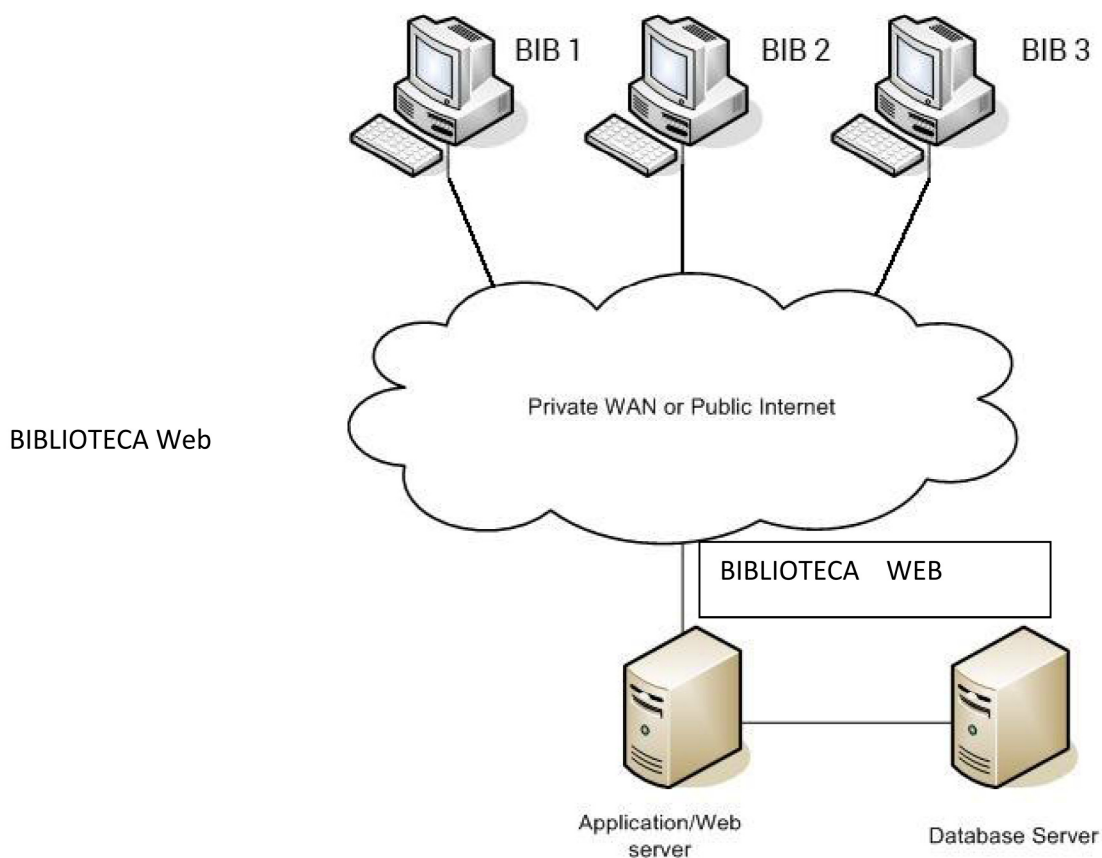 BIB 1
BIB 2
BIB 3
Private WAN or Public Internet
BIBLIOTECA Web
BIBLIOTECA WEB
Application/Web
server
Database Server